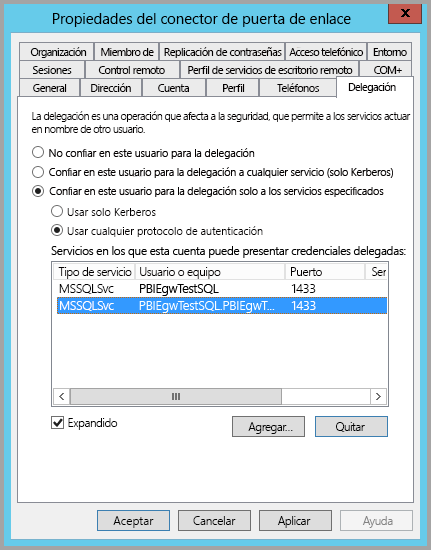 Propiedades del conector de puerta de enlace
x
Organización Miembro de Replicación de contraseñas Acceso telefónico Entorno
Sesiones Control remoto Perfil de servicios de escritorio remoto COM+
General Dirección Cuenta Perfil Teléfonos Delegación
La delegación es una operación que afecta a la seguridad, que permite a los servicios actuar
en nombre de otro usuario.
No confiar en este usuario para la delegación
Confiar en este usuario para la delegación a cualquier servicio (solo Kerberos)
Confiar en este usuario para la delegación solo a los servicios especificados
Usar solo Kerberos
Usar cualquier protocolo de autenticación
Servicios en los que esta cuenta puede presentar credenciales delegadas:
Tipo de servicio Usuario o equipo Puerto Ser
MSSQLSvc PBIEgwTestSQL 1433
MSSQLSvc PBIEgwTestSQL.PBIEgwT... 1433
Expandido Agregar... Quitar
Aceptar Cancelar Aplicar Ayuda